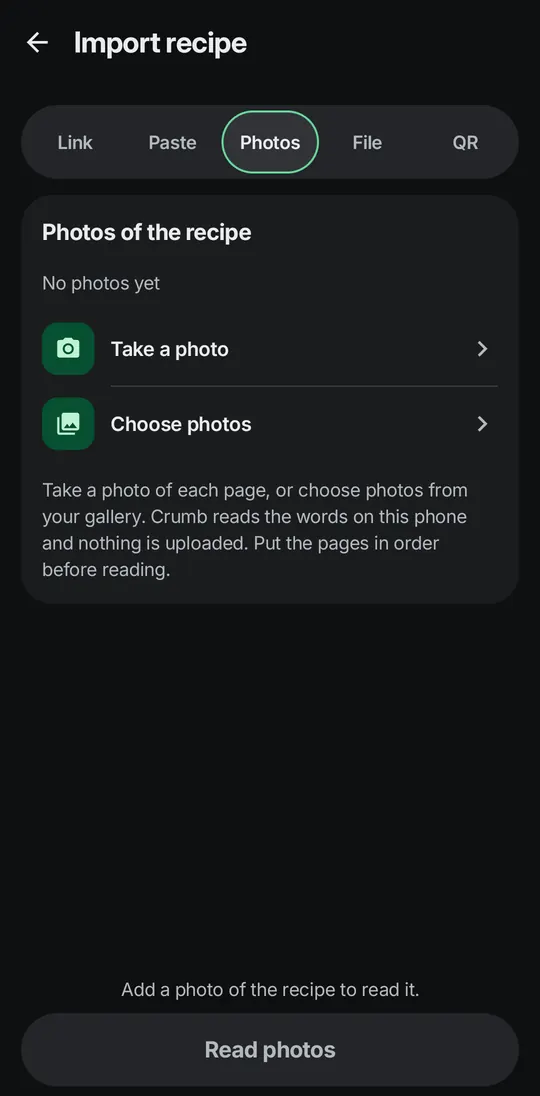 Import recipe
Link
Paste
Photos
File
QR
Photos of the recipe
No photos yet
Take a photo
Choose photos
Take a photo of each page, or choose photos from
your gallery. Crumb reads the words on this phone
and nothing is uploaded. Put the pages in order
before reading.
Add a photo of the recipe to read it.
Read photos